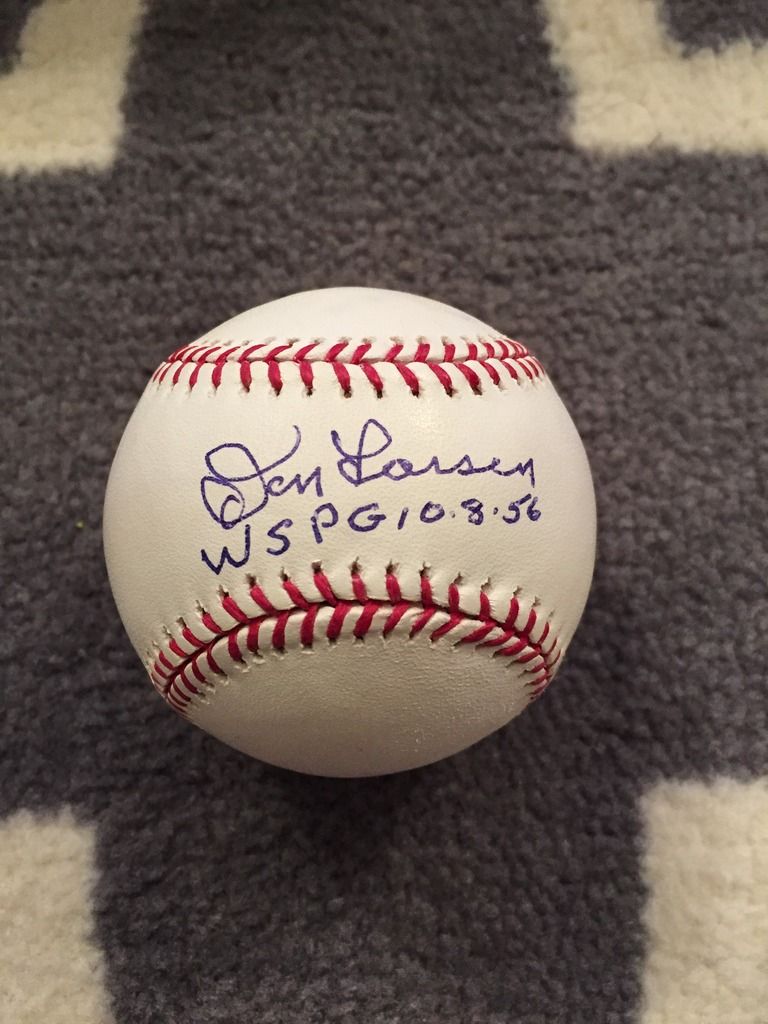 Don Larsen
WSPG 10.8.56